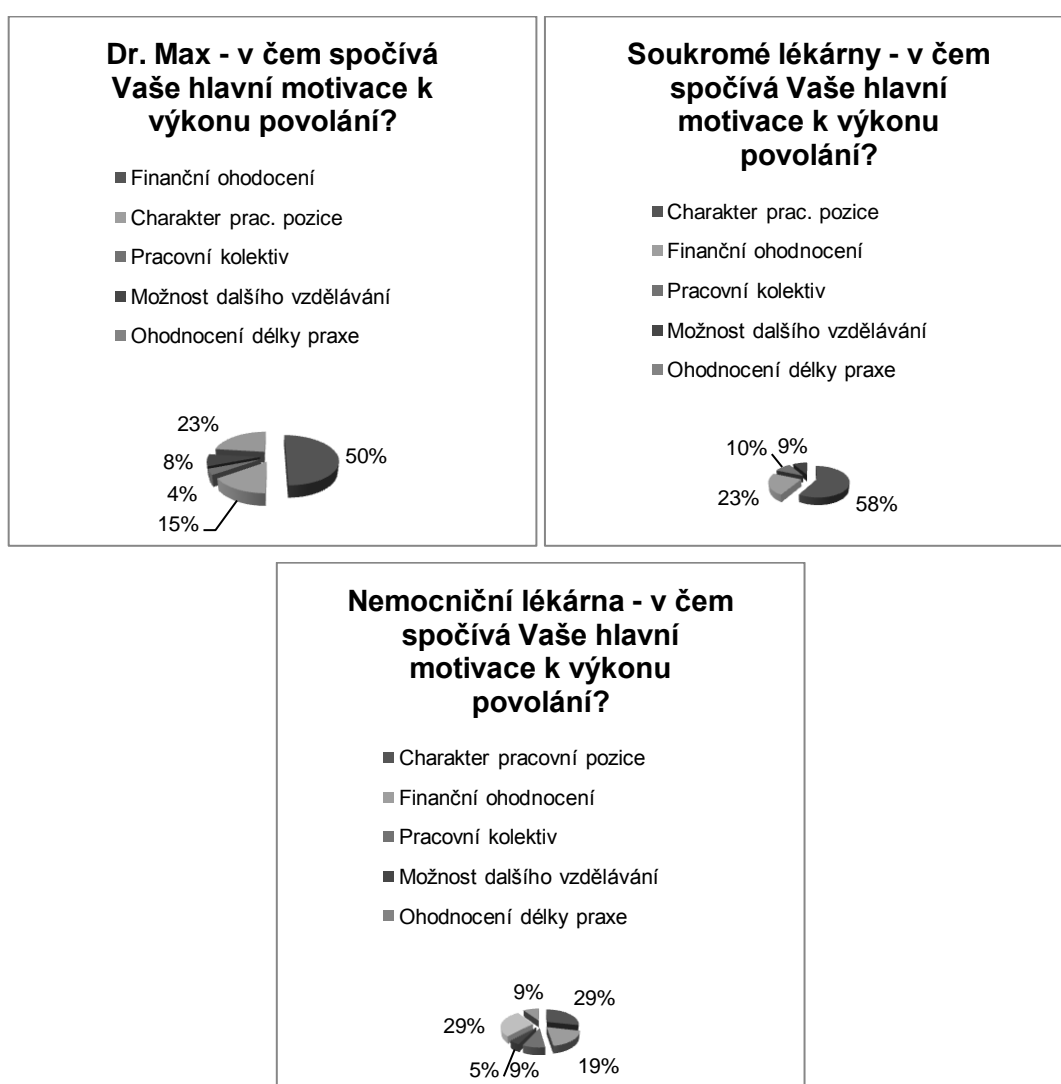 Dr. Max - v čem spočívá
Vaše hlavní motivace k
výkonu povolání?
Finanční ohodocení
Charakter prac. pozice
Pracovní kolektiv
Možnost dalšího vzdělávání
Ohodnocení délky praxe
23%
50%
8%
4%
15%
Soukromé lékárny - v čem
spočívá Vaše hlavní
motivace k výkonu
povolání?
Charakter prac. pozice
Finanční ohodnocení
Pracovní kolektiv
Možnost dalšího vzdělávání
Ohodnocení délky praxe
10% 9%
23%
58%
Nemocniční lékárna - v čem
spočívá Vaše hlavní
motivace k výkonu
povolání?
Charakter pracovní pozice
Finanční ohodnocení
Pracovní kolektiv
Možnost dalšího vzdělávání
Ohodnocení délky praxe
9%
29%
29%
5%
9%
19%